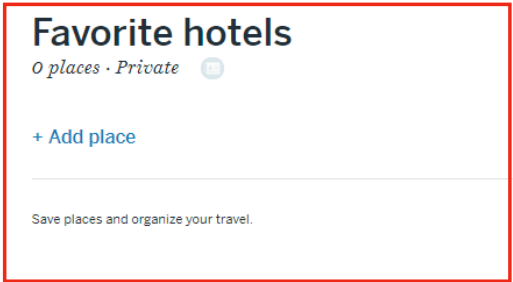 Favorite hotels
0 places · Private
+ Add place
Save places and organize your travel.